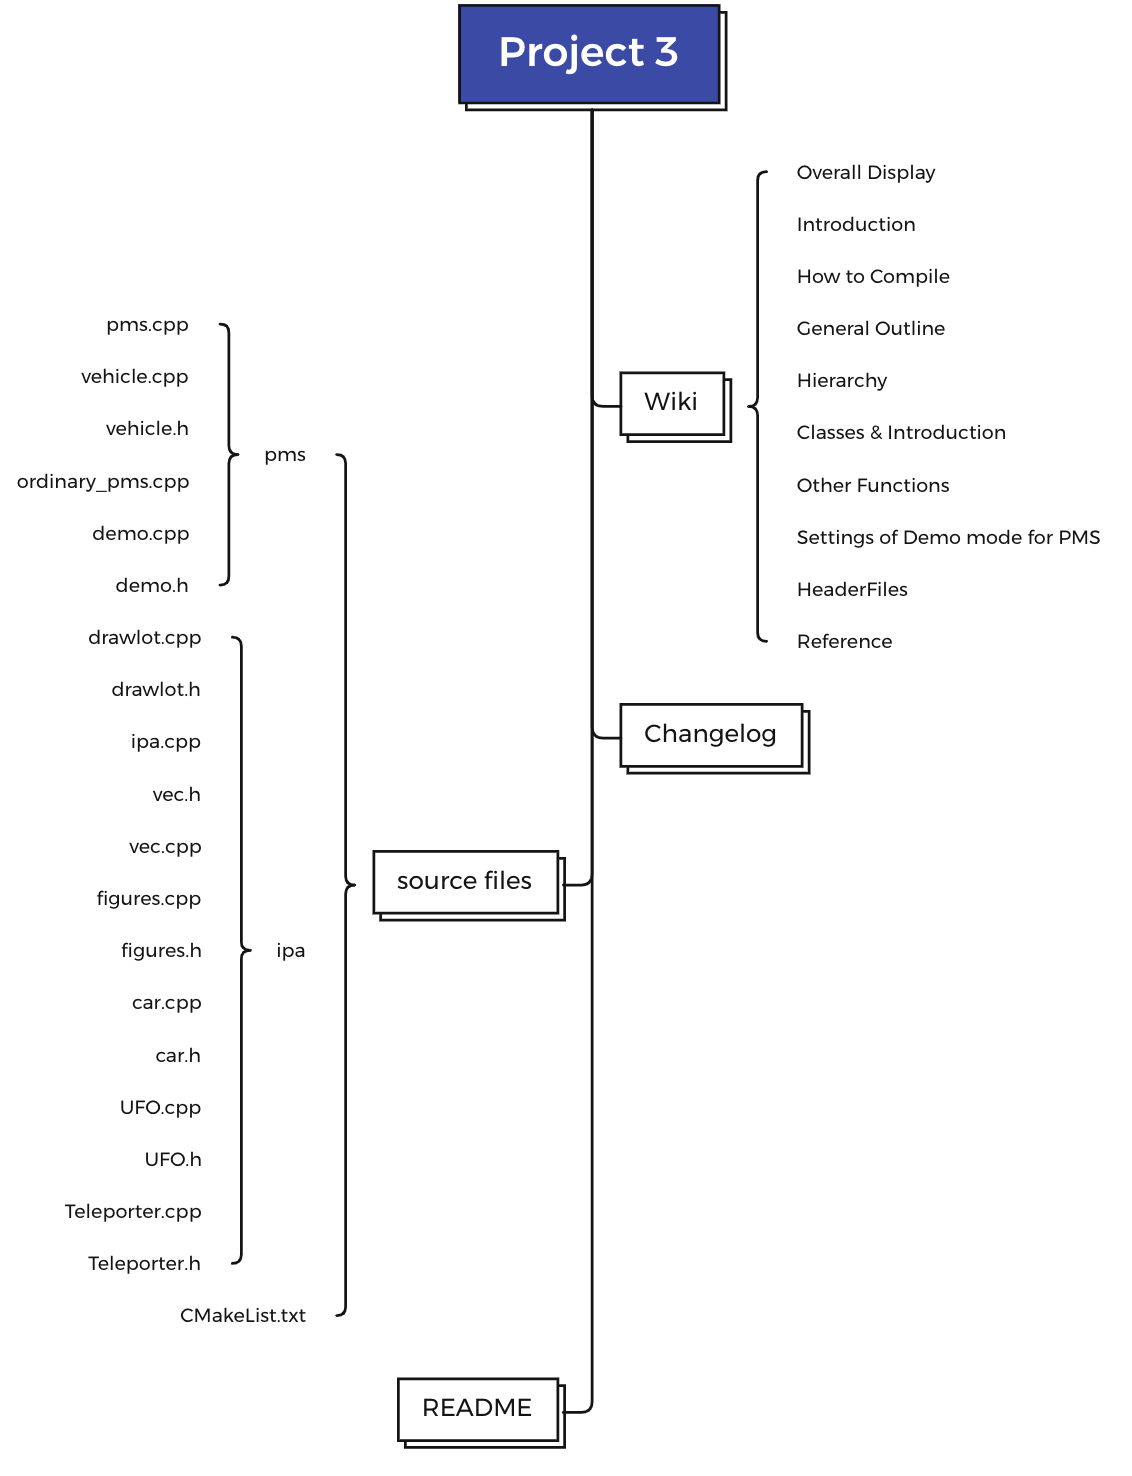 Project 3
Overall Display
Introduction
How to Compile
General Outline
Hierarchy
Classes & Introduction
Other Functions
Settings of Demo mode for PMS
HeaderFiles
Reference
Wiki
Changelog
pms.cpp
vehicle.cpp
vehicle.h
ordinary_pms.cpp
demo.cpp
demo.h
pms
drawlot.cpp
drawlot.h
ipa.cpp
vec.h
vec.cpp
figures.cpp
figures.h
car.cpp
car.h
UFO.cpp
UFO.h
Teleporter.cpp
Teleporter.h
ipa
CMakeList.txt
source files
README